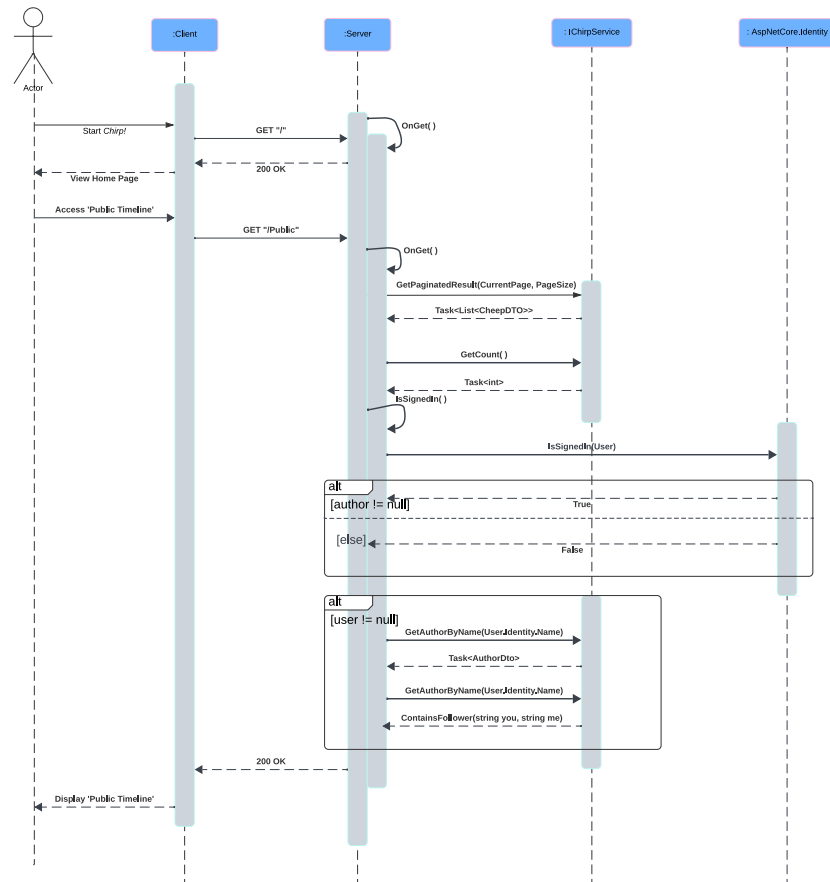 :Client
:Server
: IChirpService
: AspNetCore.Identity
Actor
Start Chirp!
GET "/"
OnGet( )
200 OK
View Home Page
Access 'Public Timeline'
GET "/Public"
OnGet( )
GetPaginatedResult(CurrentPage, PageSize)
Task<List<CheepDTO>>
GetCount( )
Task<int>
IsSignedIn( )
IsSignedIn(User)
alt
[author != null]
True
[else]
False
alt
[user != null]
GetAuthorByName(User.Identity.Name)
Task<AuthorDto>
GetAuthorByName(User.Identity.Name)
ContainsFollower(string you, string me)
200 OK
Display 'Public Timeline'